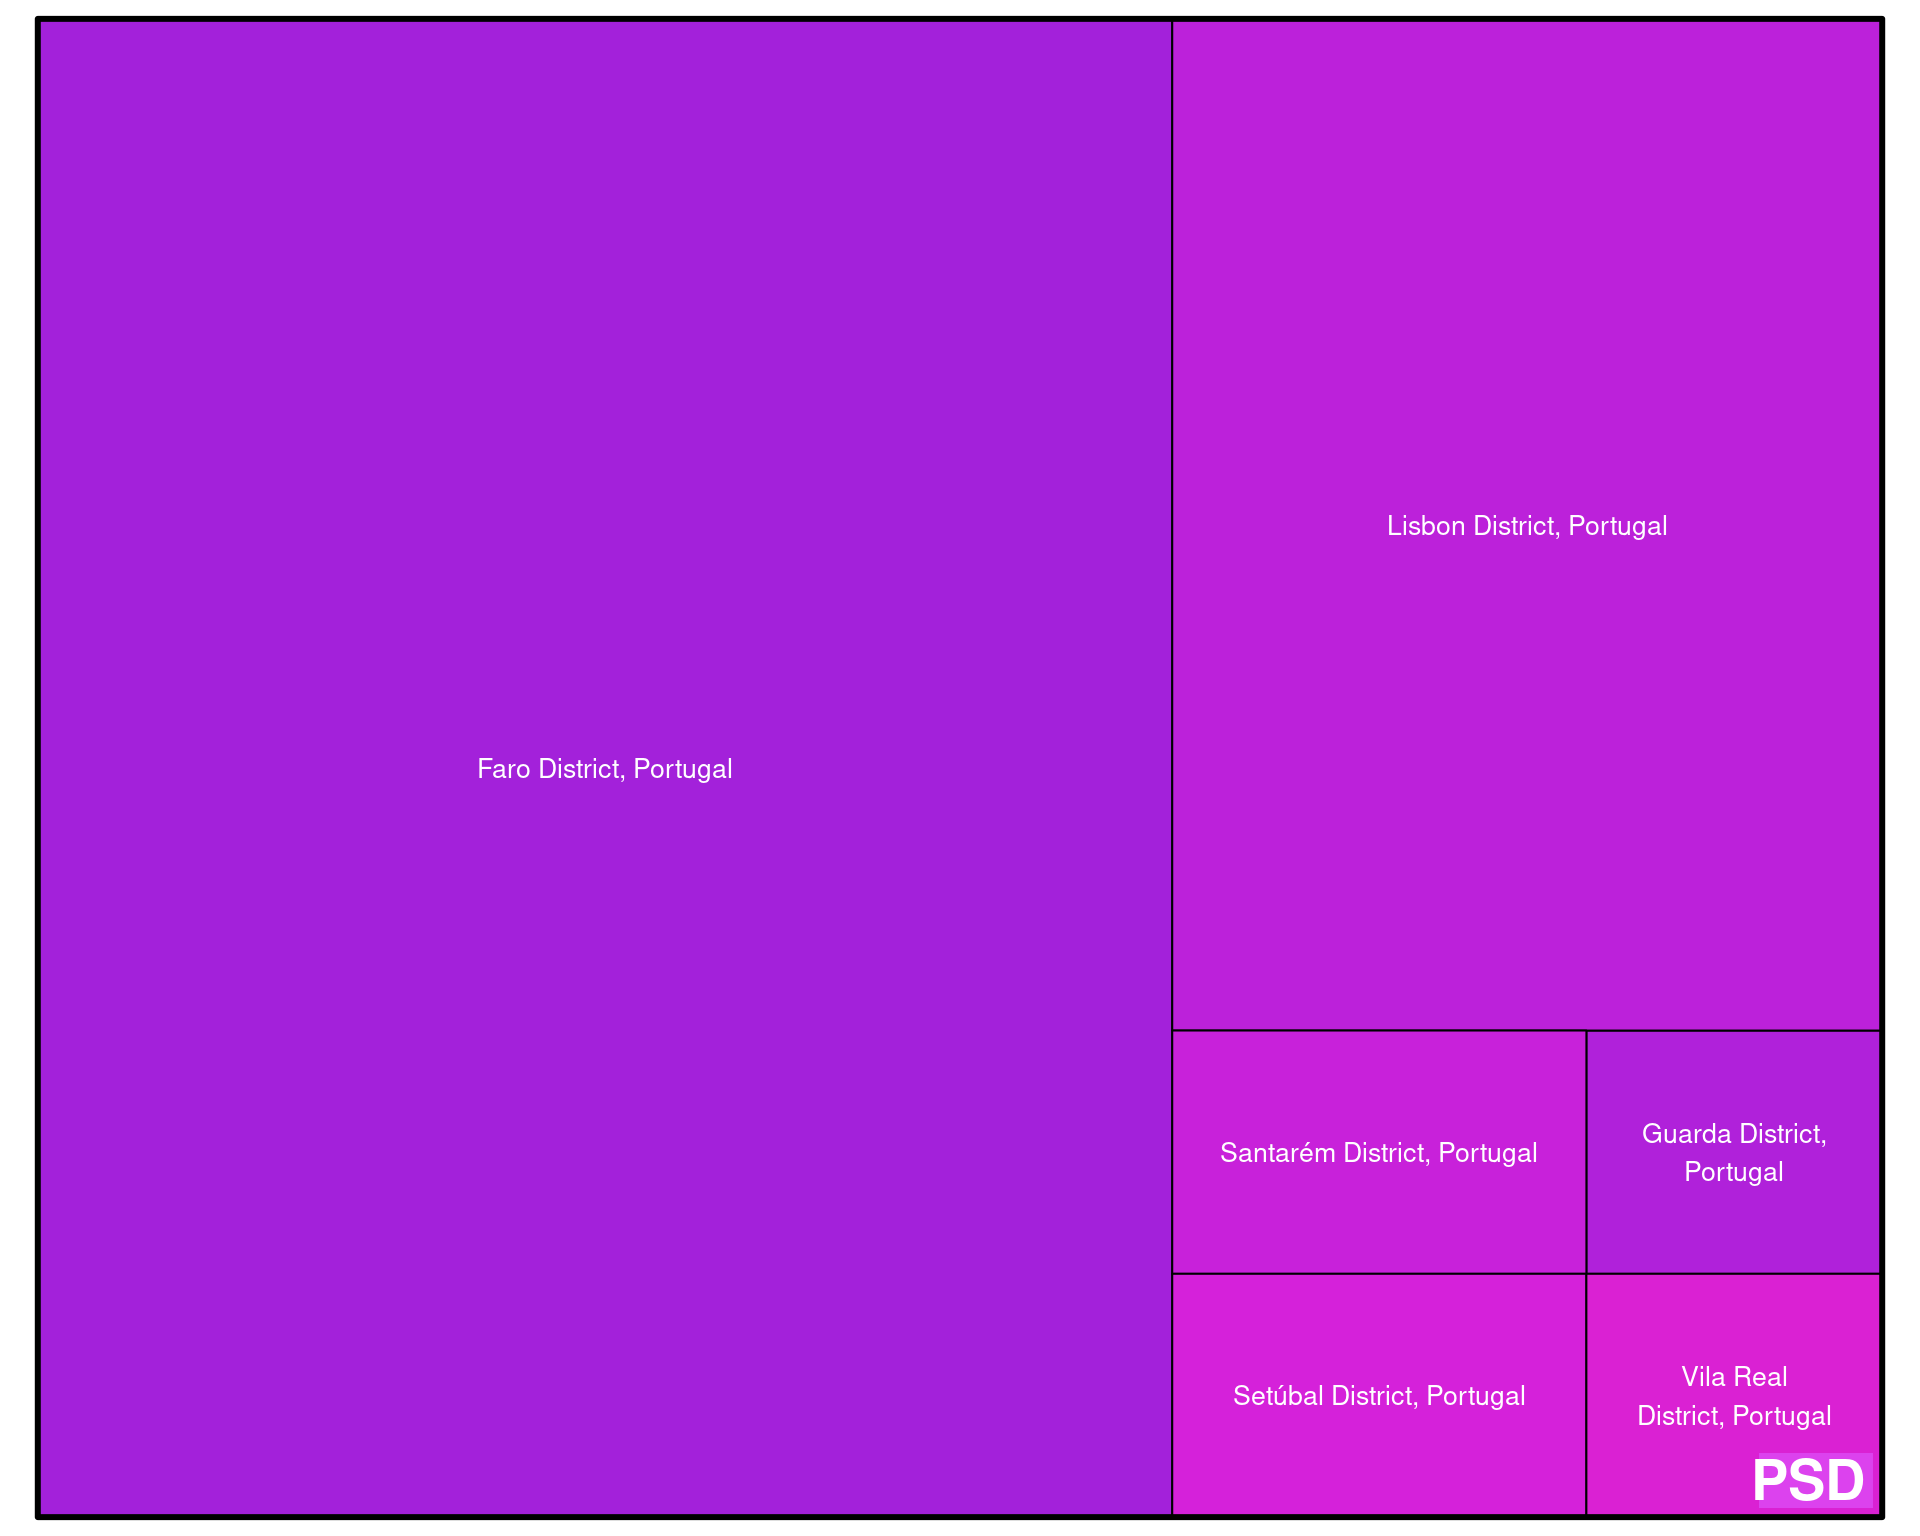 Faro District, Portugal
Lisbon District, Portugal
Santarém District, Portugal
Guarda District,
Portugal
Setúbal District, Portugal
Vila Real
District, Portugal
PSD